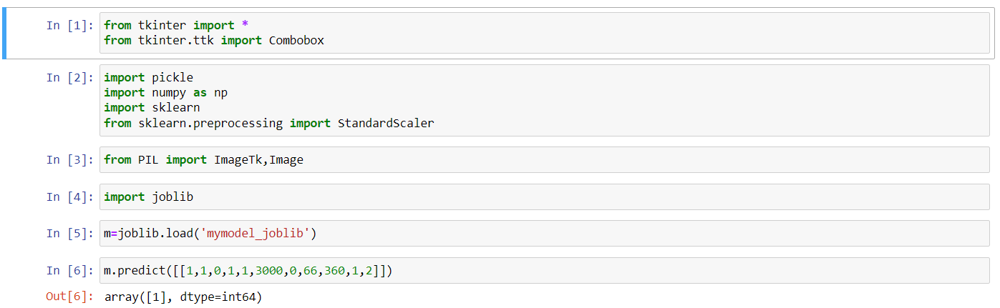 In [1]: from tkinter import *
from tkinter.ttk import Combobox
In [2]: import pickle
import numpy as np
import sklearn
from sklearn.preprocessing import StandardScaler
In [3]: from PIL import ImageTk,Image
In [4]: import joblib
In [5]: m=joblib.load('mymodel_joblib')
In [6]: m.predict([[1,1,0,1,1,3000,0,66,360,1,2]])
Out[6]: array([1], dtype=int64)